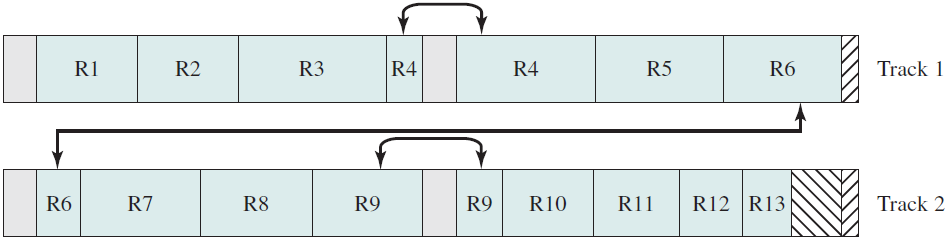 R1 R2 R3 R4 R4 R5 R6 Track 1
R6 R7 R8 R9 R9 R10 R11 R12 R13 Track 2